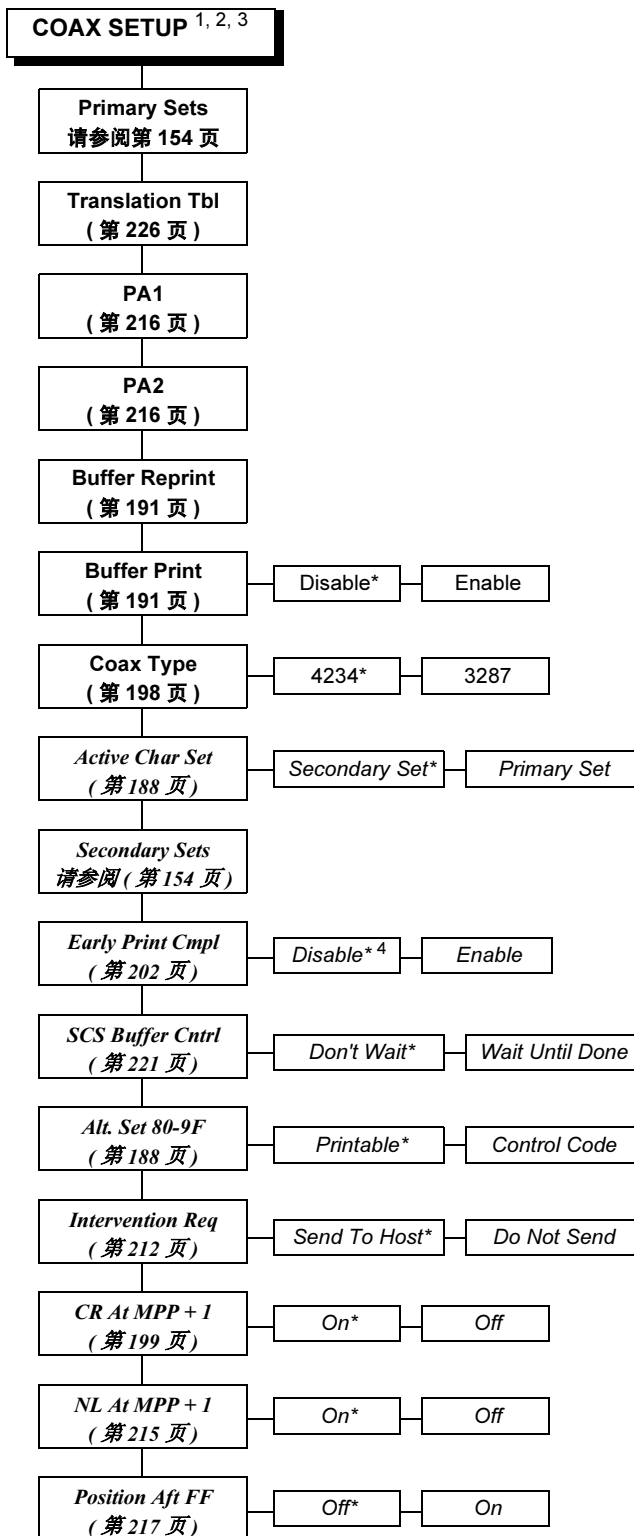 COAX SETUP 1, 2, 3
Primary Sets
请参阅第 154 页
Translation Tbl
( 第 226 页 )
PA1
( 第 216 页 )
PA2
( 第 216 页 )
Buffer Reprint
( 第 191 页 )
Buffer Print
( 第 191 页 )
Disable*
Enable
Coax Type
( 第 198 页 )
4234*
3287
Active Char Set
( 第 188 页 )
Secondary Set*
Primary Set
Secondary Sets
请参阅 ( 第 154 页 )
Early Print Cmpl
( 第 202 页 )
Disable* 4
Enable
SCS Buffer Cntrl
( 第 221 页 )
Don't Wait*
Wait Until Done
Alt. Set 80-9F
( 第 188 页 )
Printable*
Control Code
Intervention Req
( 第 212 页 )
Send To Host*
Do Not Send
CR At MPP + 1
( 第 199 页 )
On*
Off
NL At MPP + 1
( 第 215 页 )
On*
Off
Position Aft FF
( 第 217 页 )
Off*
On